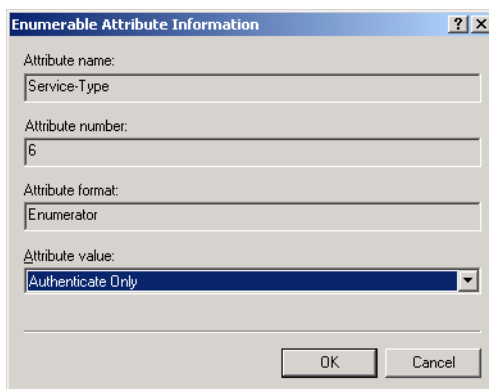 Enumerable Attribute Information
Attribute name:
Service-Type
Attribute number:
6
Attribute format:
Enumerator
Attribute value:
Authenticate Only
OK Cancel